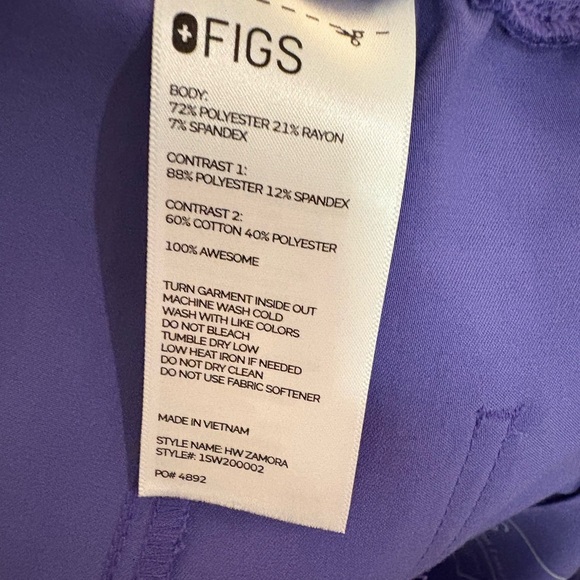 FIGS
BODY:
72% POLYESTER 21% RAYON
7% SPANDEX
CONTRAST 1:
88% POLYESTER 12% SPANDEX
CONTRAST 2:
60% COTTON 40% POLYESTER
100% AWESOME
TURN GARMENT INSIDE OUT
MACHINE WASH COLD
WASH WITH LIKE COLORS
DO NOT BLEACH
TUMBLE DRY LOW
LOW HEAT IRON IF NEEDED
DO NOT DRY CLEAN
DO NOT USE FABRIC SOFTENER
MADE IN VIETNAM
STYLE NAME: HW ZAMORA
STYLE#: 1SW200002
PO# 4892